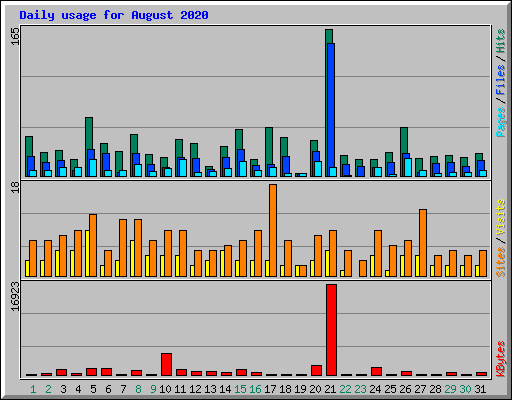 Daily usage for August 2020
165
Pages / Files / Hits
18
Sites / Visits
16923
KBytes
1 2 3 4 5 6 7 8 9 10 11 12 13 14 15 16 17 18 19 20 21 22 23 24 25 26 27 28 29 30 31